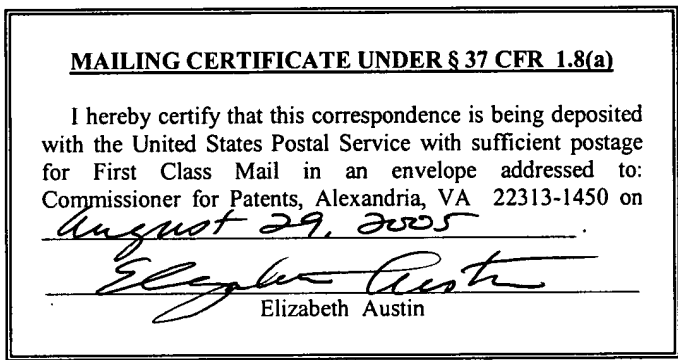 MAILING CERTIFICATE UNDER § 37 CFR 1.8(a)
I hereby certify that this correspondence is being deposited
with the United States Postal Service with sufficient postage
for First Class Mail in an envelope addressed to:
Commissioner for Patents, Alexandria, VA 22313-1450 on
August 29, 2005.
Elizabeth Austin
Elizabeth Austin